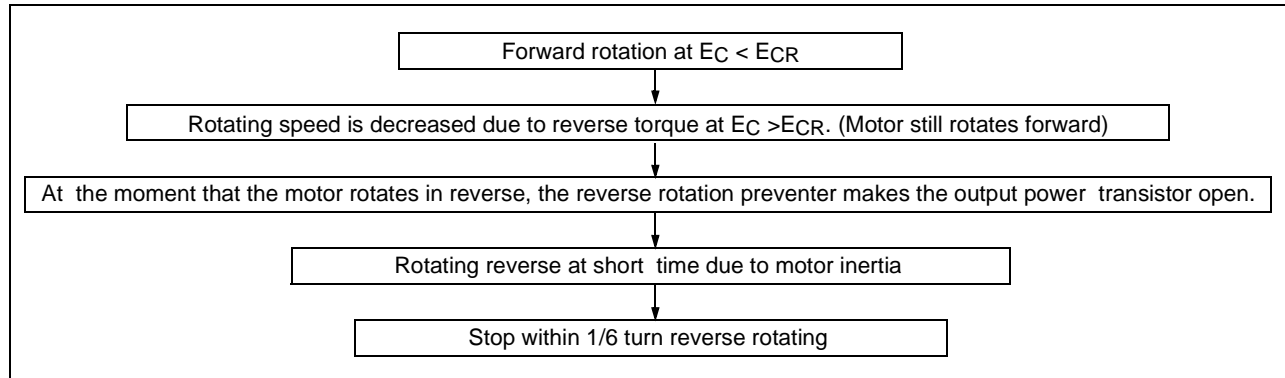 Forward rotation at EC < ECR
Rotating speed is decreased due to reverse torque at EC >ECR. (Motor still rotates forward)
At the moment that the motor rotates in reverse, the reverse rotation preventer makes the output power transistor open.
Rotating reverse at short time due to motor inertia
Stop within 1/6 turn reverse rotating